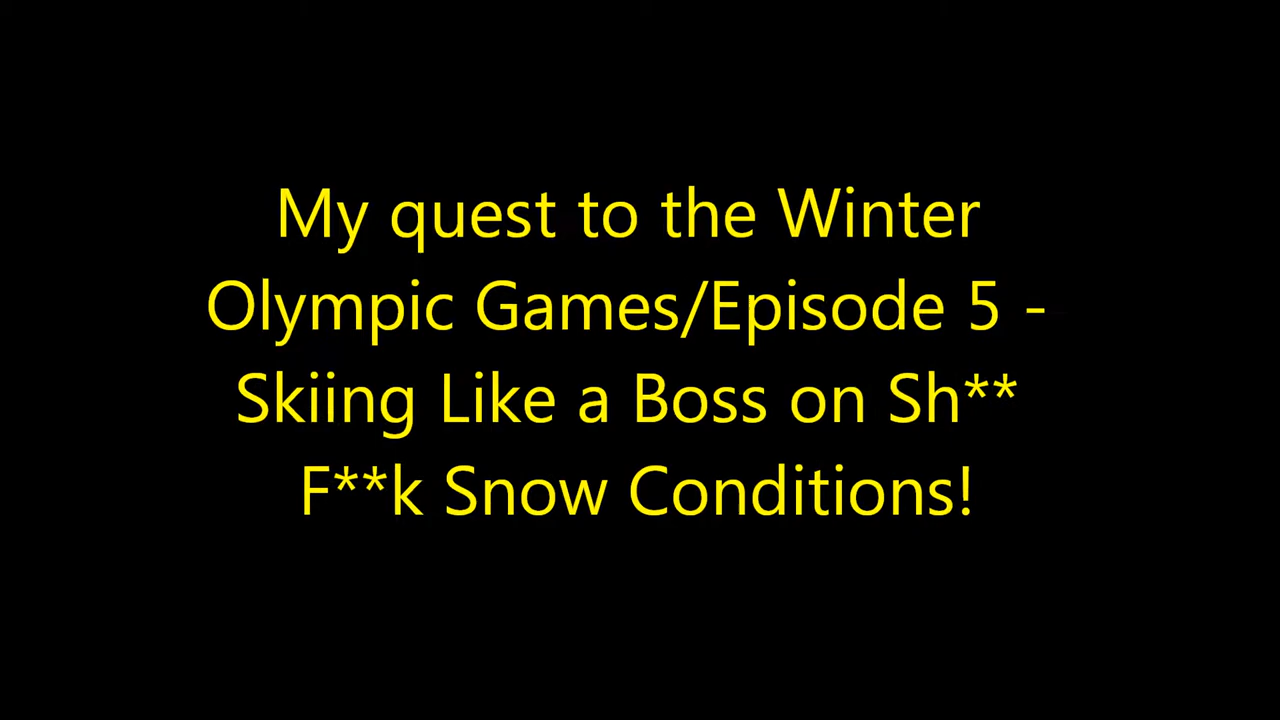 My quest to the Winter
Olympic Games/Episode 5 -
Skiing Like a Boss on Sh**
F**k Snow Conditions!